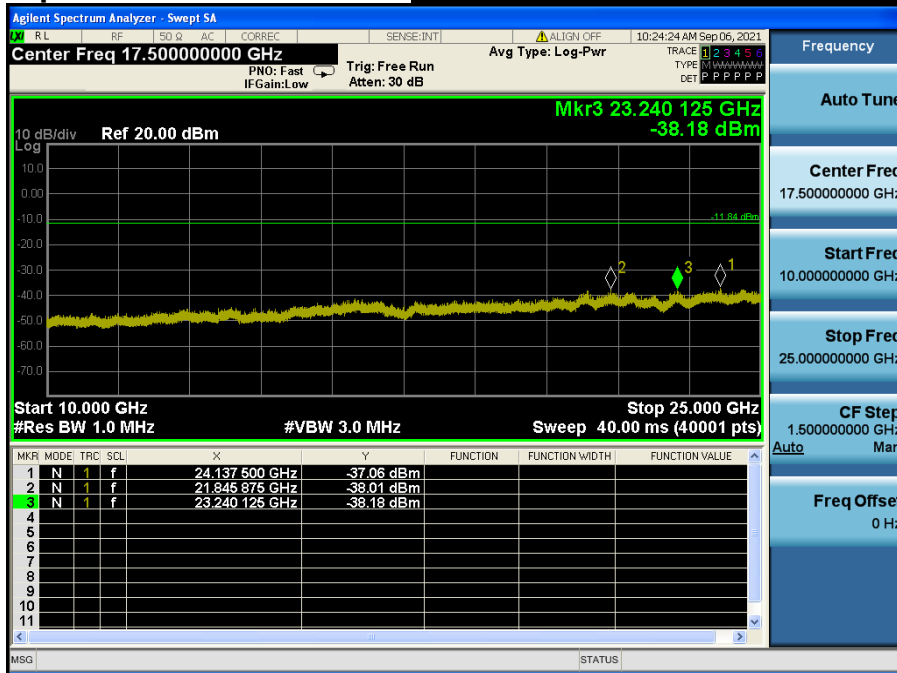 Agilent Spectrum Analyzer - Swept SA
LXI RL RF 50 Ω AC CORREC SENSE:INT ALIGN OFF 10:24:24 AM Sep 06, 2021
Center Freq 17.500000000 GHz
PNO: Fast
IFGain:Low
Trig: Free Run
Atten: 30 dB
Avg Type: Log-Pwr
TRACE 1 2 3 4 5 6
TYPE M WWWWW
DET P P P P P P
Mkr3 23.240 125 GHz
-38.18 dBm
10 dB/div Ref 20.00 dBm
Log
10.0
0.00
-10.0
-11.84 dBm
-20.0
-30.0
2 3 1
-40.0
-50.0
-60.0
-70.0
Start 10.000 GHz Stop 25.000 GHz
#Res BW 1.0 MHz #VBW 3.0 MHz Sweep 40.00 ms (40001 pts)
MKR MODE TRC SCL X Y FUNCTION FUNCTION WIDTH FUNCTION VALUE
1 N 1 f 24.137 500 GHz -37.06 dBm
2 N 1 f 21.845 875 GHz -38.01 dBm
3 N 1 f 23.240 125 GHz -38.18 dBm
4
5
6
7
8
9
10
11
MSG STATUS
Frequency
Auto Tune
Center Freq
17.500000000 GHz
Start Freq
10.000000000 GHz
Stop Freq
25.000000000 GHz
CF Step
1.500000000 GHz
Auto Man
Freq Offset
0 Hz